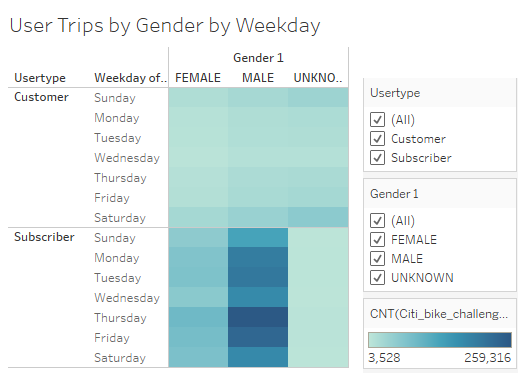 User Trips by Gender by Weekday
Gender 1
Usertype Weekday of.. FEMALE MALE UNKNO..
Customer Sunday
Monday
Tuesday
Wednesday
Thursday
Friday
Saturday
Subscriber Sunday
Monday
Tuesday
Wednesday
Thursday
Friday
Saturday
Usertype
(All)
Customer
Subscriber
Gender 1
(All)
FEMALE
MALE
UNKNOWN
CNT(Citi_bike_challeng...
3,528 259,316